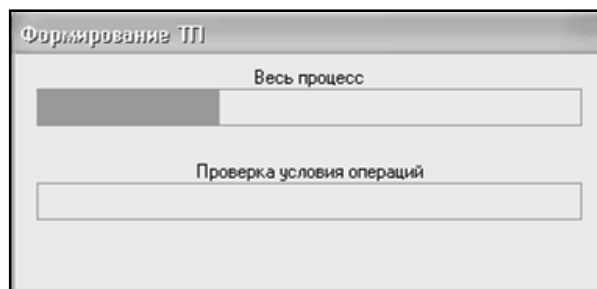 Формирование ТП
Весь процесс
Проверка условия операций